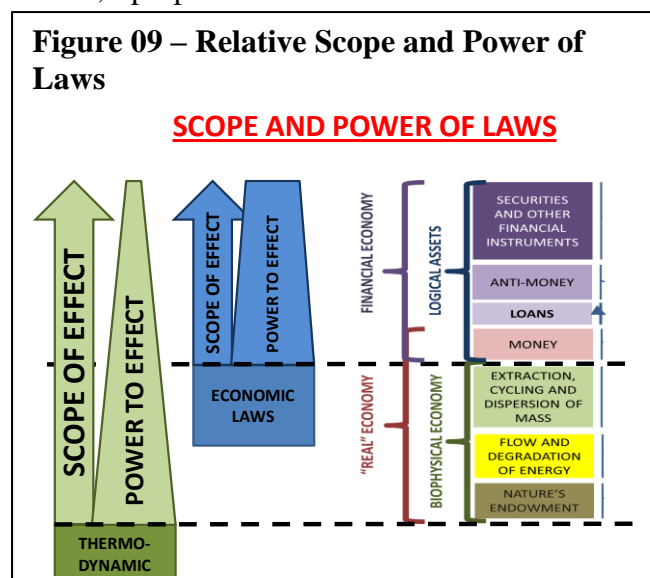 Figure 09 – Relative Scope and Power of
Laws
SCOPE AND POWER OF LAWS
SCOPE OF EFFECT
POWER TO EFFECT
THERMO-
DYNAMIC
SCOPE OF EFFECT
POWER TO EFFECT
ECONOMIC
LAWS
FINANCIAL ECONOMY
"REAL" ECONOMY
LOGICAL ASSETS
BIOPHYSICAL ECONOMY
SECURITIES
AND OTHER
FINANCIAL
INSTRUMENTS
ANTI-MONEY
LOANS
MONEY
EXTRACTION,
CYCLING AND
DISPERSION OF
MASS
FLOW AND
DEGRADATION
OF ENERGY
NATURE'S
ENDOWMENT